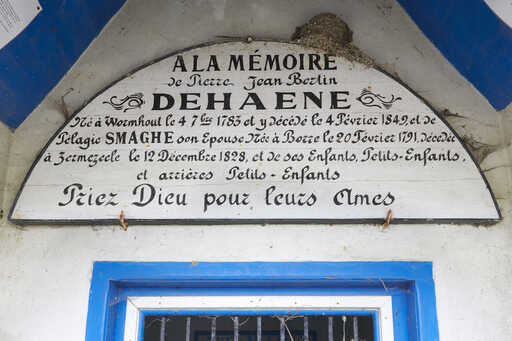 A LA MÉMOIRE
de Pierre Jean Bertin
DEHAENE
Né à Wormhout le 4 7bre 1783 et y décédé le 4 Février 1849, et de
Pélagie SMAGHE son Epouse Née à Borre le 20 Février 1791, décédée
à Zermezeele le 12 Décembre 1828, et de ses Enfants, Petits-Enfants,
et arrières Petits-Enfants
Priez Dieu pour leurs Ames